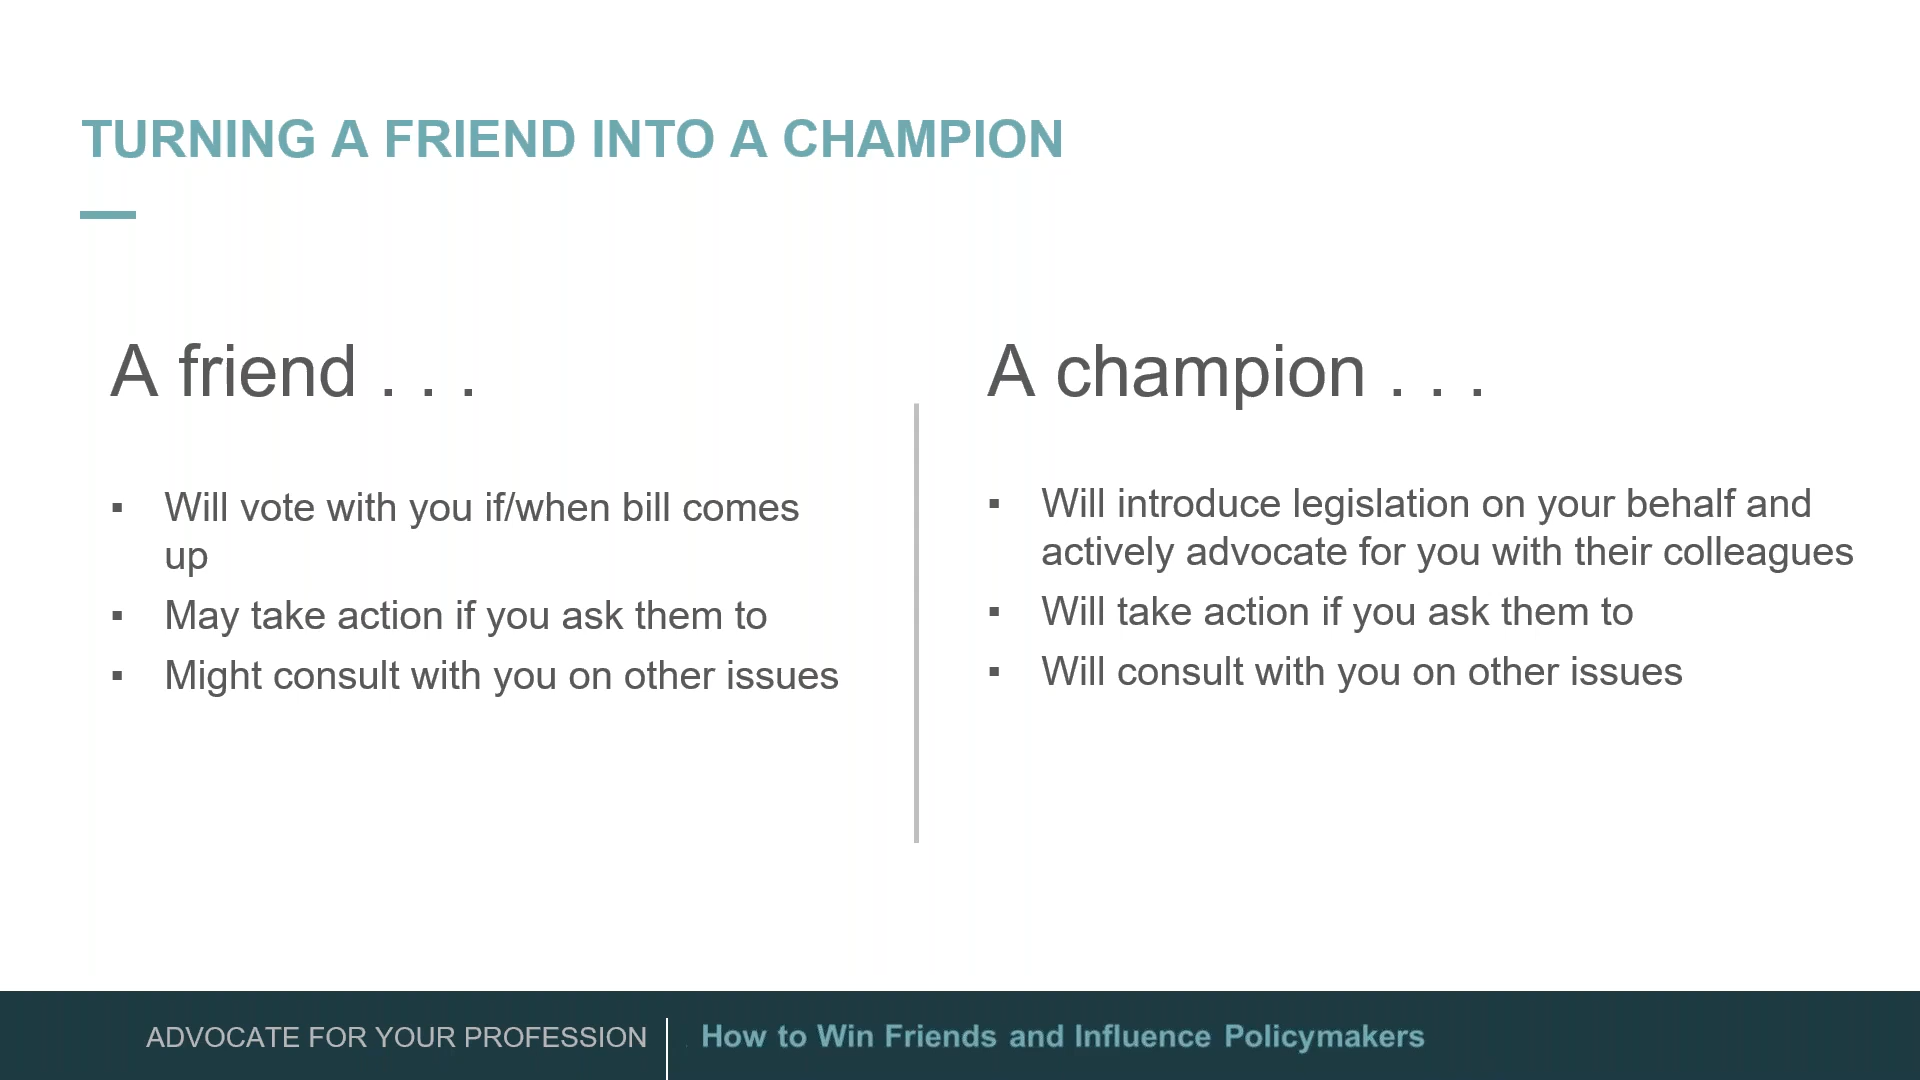 TURNING A FRIEND INTO A CHAMPION
A friend . . .
▪ Will vote with you if/when bill comes
up
▪ May take action if you ask them to
▪ Might consult with you on other issues
A champion . . .
▪ Will introduce legislation on your behalf and
actively advocate for you with their colleagues
▪ Will take action if you ask them to
▪ Will consult with you on other issues
ADVOCATE FOR YOUR PROFESSION
How to Win Friends and Influence Policymakers